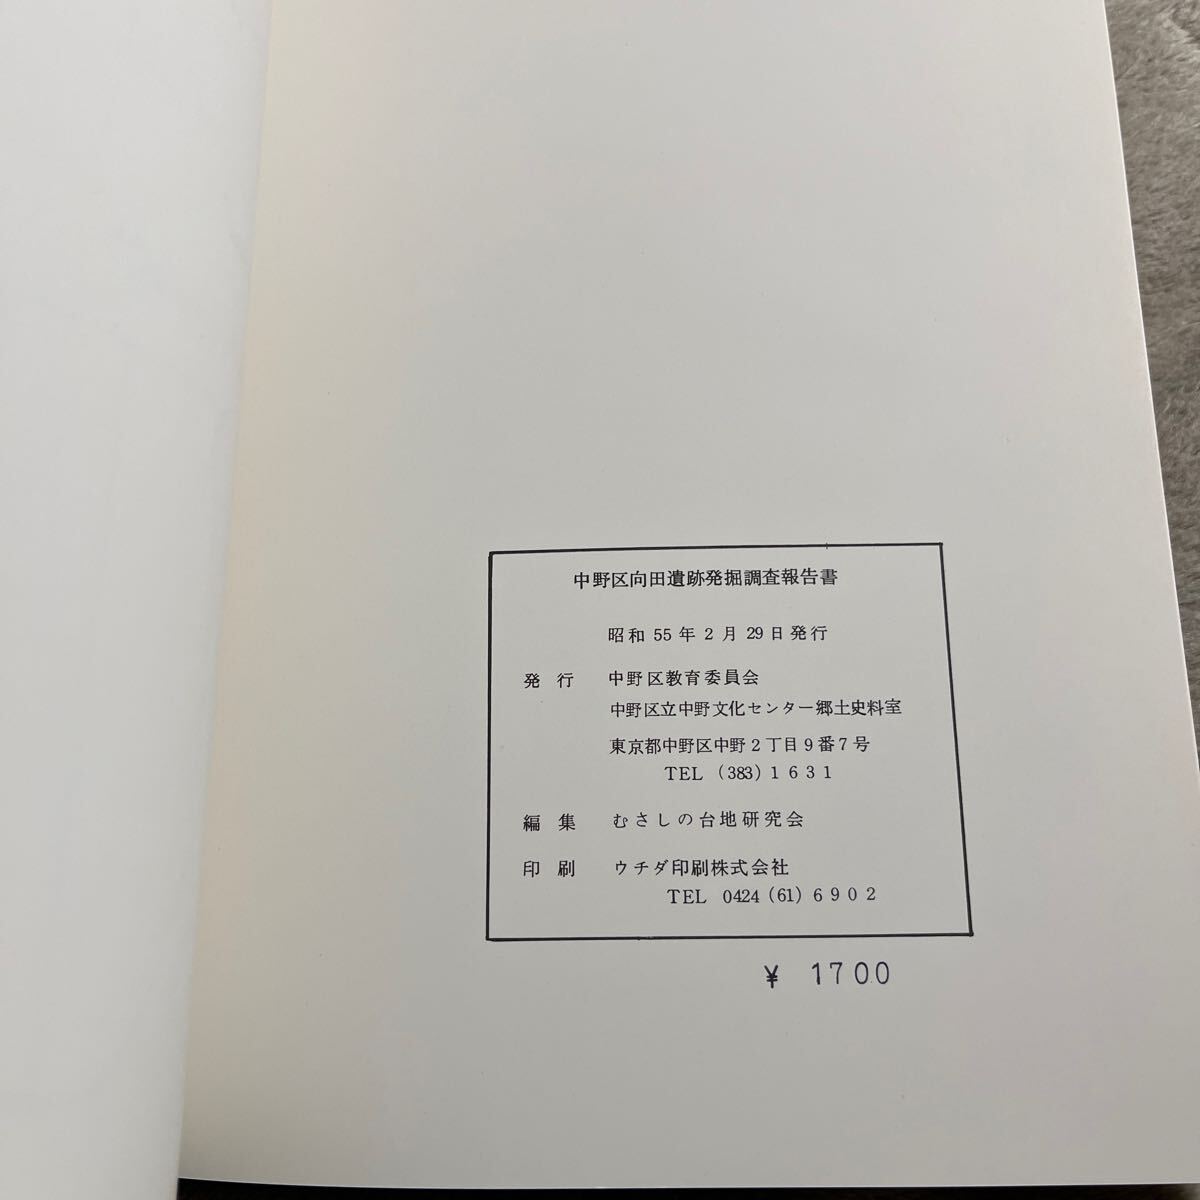 中野区向田遺跡発掘調査報告書
昭和 55 年 2 月 29 日発行
発 行 中野区教育委員会
中野区立中野文化センター郷土史料室
東京都中野区中野2丁目9番7号
TEL (383) 1631
編 集 むさしの台地研究会
印 刷 ウチダ印刷株式会社
TEL 0424 (61) 6902
¥ 1700